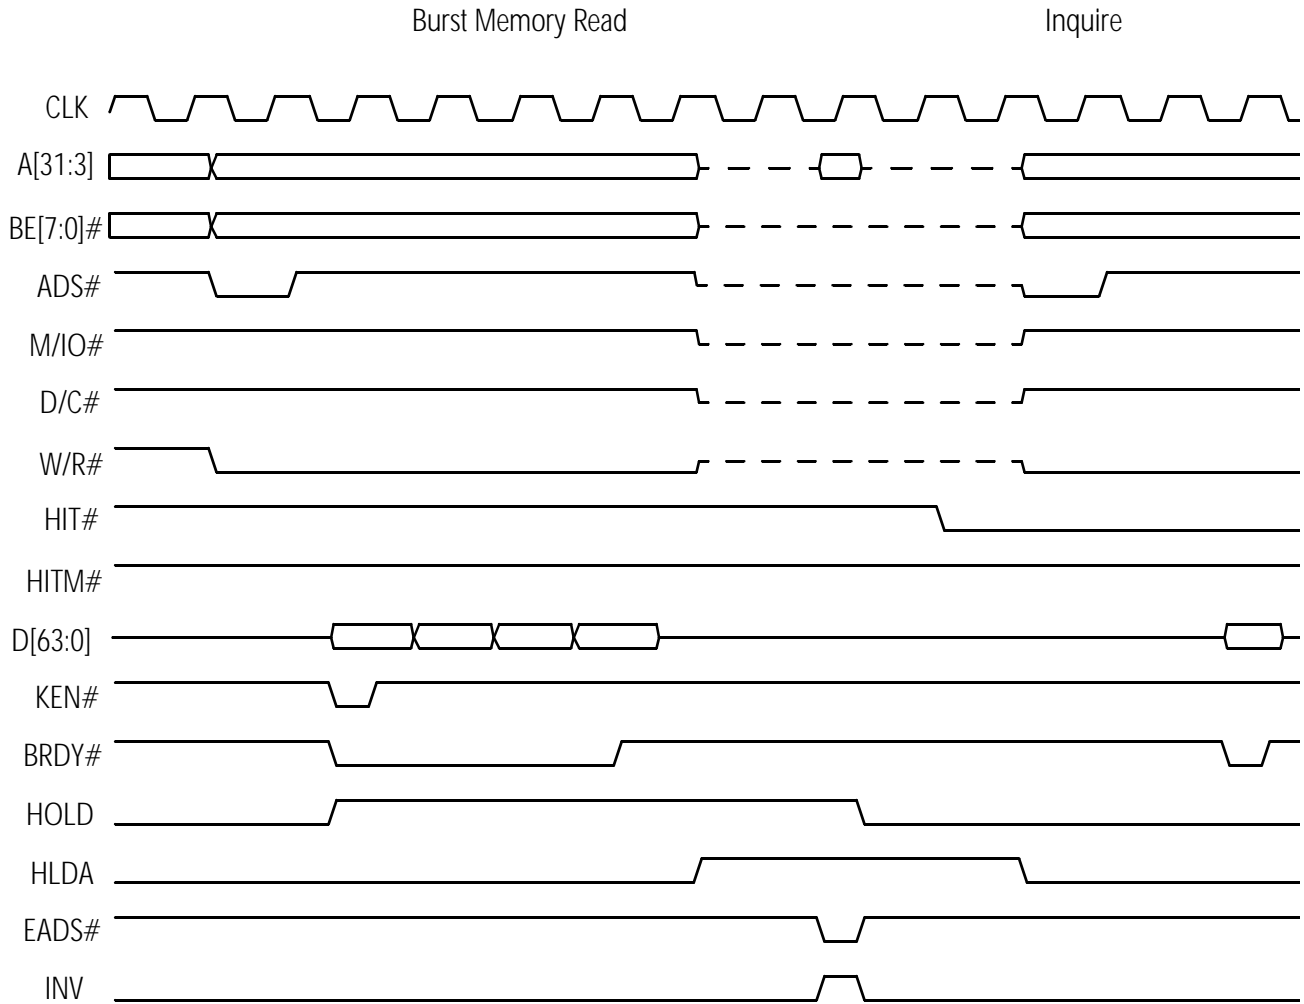 Burst Memory Read
Inquire
CLK
A[31:3]
BE[7:0]#
ADS#
M/IO#
D/C#
W/R#
HIT#
HITM#
D[63:0]
KEN#
BRDY#
HOLD
HLDA
EADS#
INV